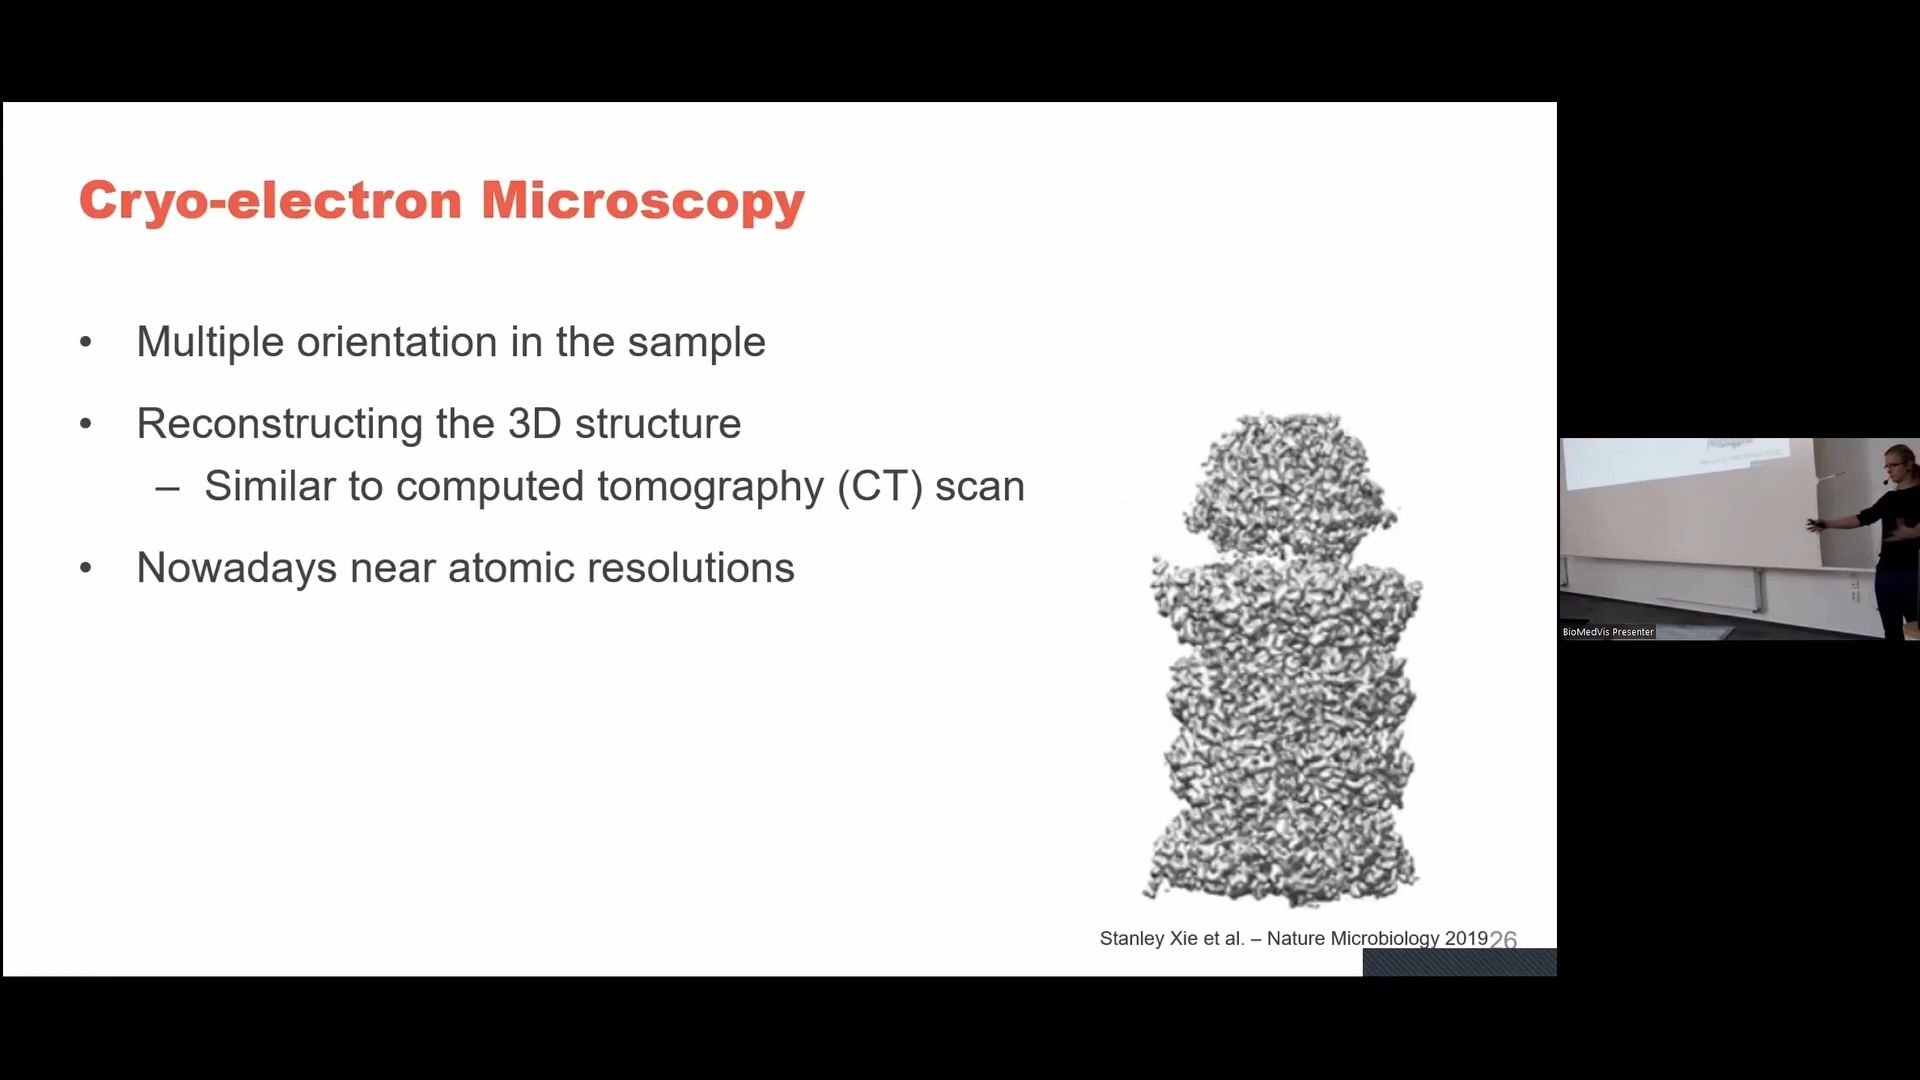 Cryo-electron Microscopy
• Multiple orientation in the sample
• Reconstructing the 3D structure
– Similar to computed tomography (CT) scan
• Nowadays near atomic resolutions
Stanley Xie et al. – Nature Microbiology 2019
26
BioMedVis Presenter